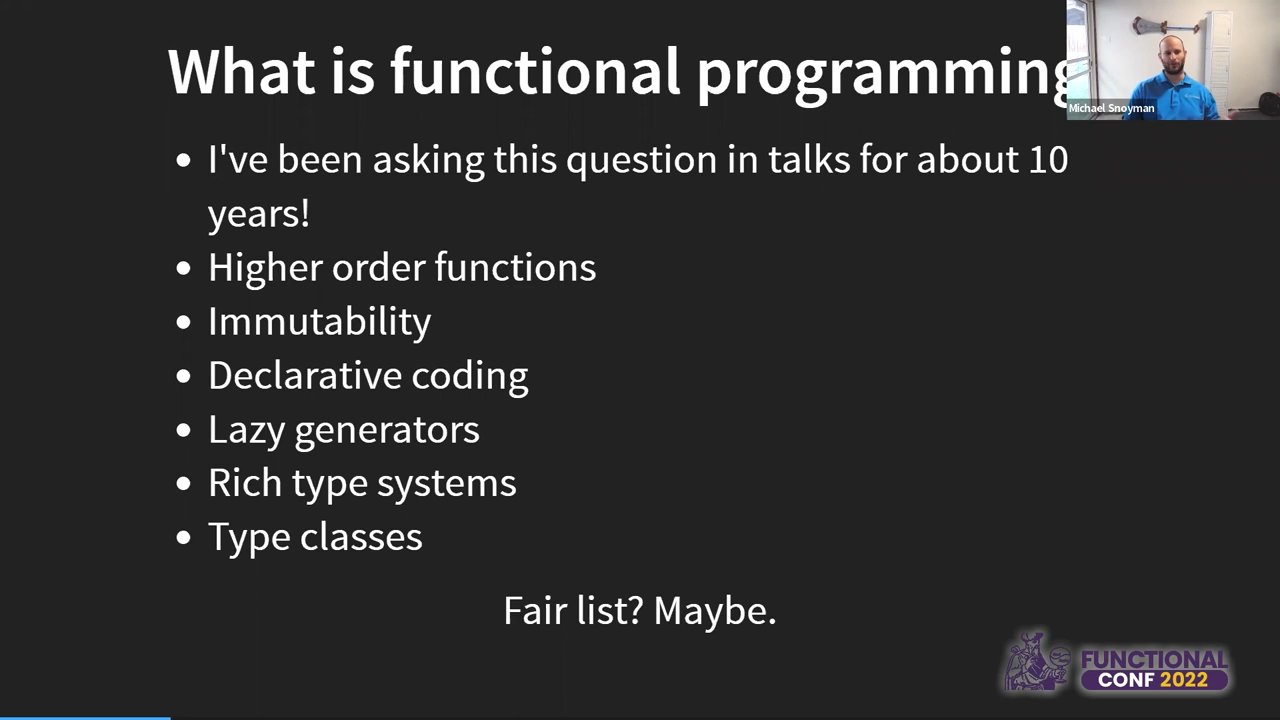 What is functional programming
Michael Snoyman
• I've been asking this question in talks for about 10
years!
• Higher order functions
• Immutability
• Declarative coding
• Lazy generators
• Rich type systems
• Type classes
Fair list? Maybe.
FUNCTIONAL
CONF 2022